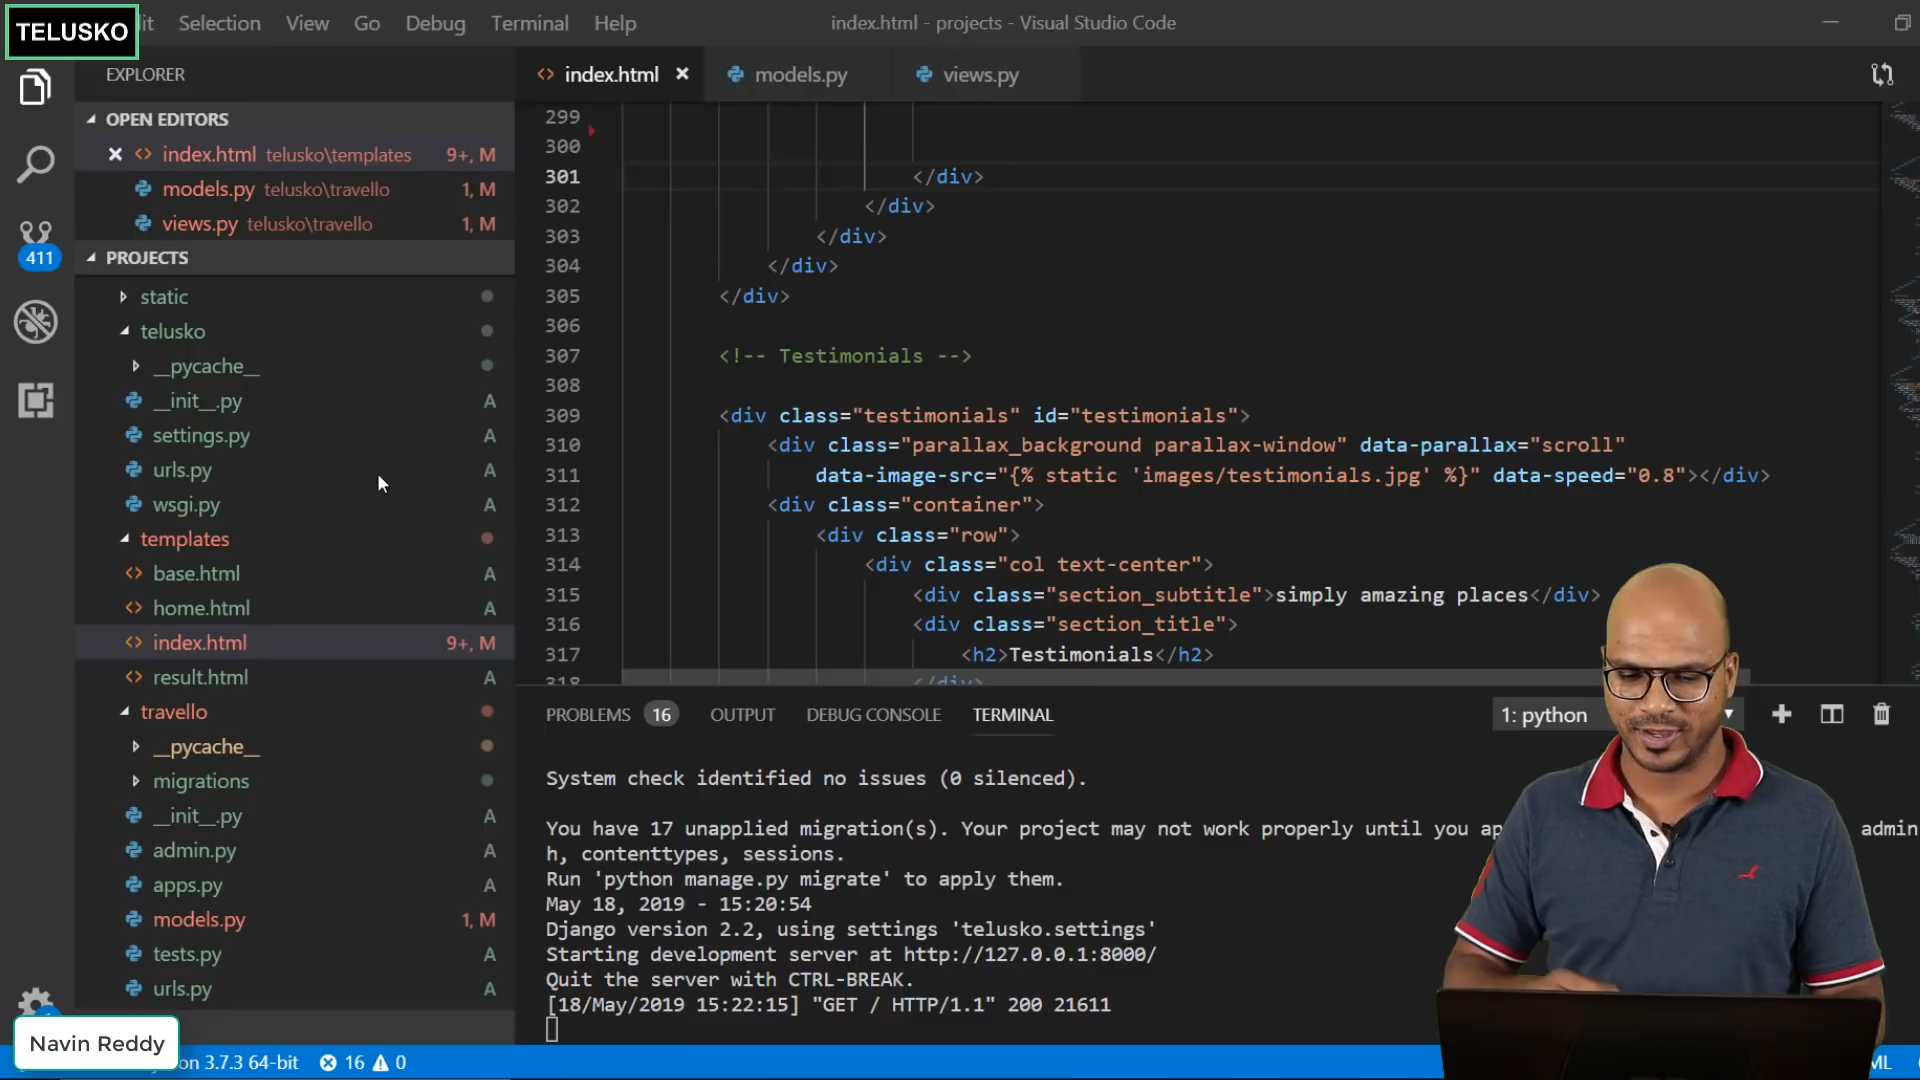 TELUSKO
Selection View Go Debug Terminal Help
index.html - projects - Visual Studio Code
EXPLORER
OPEN EDITORS
index.html telusko\templates 9+, M
models.py telusko\travello 1, M
views.py telusko\travello 1, M
411
PROJECTS
static
telusko
__pycache__
__init__.py A
settings.py A
urls.py A
wsgi.py A
templates
base.html A
home.html A
index.html 9+, M
result.html A
travello
__pycache__
migrations
__init__.py A
admin.py A
apps.py A
models.py 1, M
tests.py A
urls.py A
index.html models.py views.py
299
300
301 </div>
302 </div>
303 </div>
304 </div>
305 </div>
306
307 <!-- Testimonials -->
308
309 <div class="testimonials" id="testimonials">
310 <div class="parallax_background parallax-window" data-parallax="scroll"
311 data-image-src="{% static 'images/testimonials.jpg' %}" data-speed="0.8"></div>
312 <div class="container">
313 <div class="row">
314 <div class="col text-center">
315 <div class="section_subtitle">simply amazing places</div>
316 <div class="section_title">
317 <h2>Testimonials</h2>
318 </div>
PROBLEMS 16 OUTPUT DEBUG CONSOLE TERMINAL 1: python
System check identified no issues (0 silenced).
You have 17 unapplied migration(s). Your project may not work properly until you ap admin
h, contenttypes, sessions.
Run 'python manage.py migrate' to apply them.
May 18, 2019 - 15:20:54
Django version 2.2, using settings 'telusko.settings'
Starting development server at http://127.0.0.1:8000/
Quit the server with CTRL-BREAK.
[18/May/2019 15:22:15] "GET / HTTP/1.1" 200 21611
Navin Reddy
on 3.7.3 64-bit 16 0